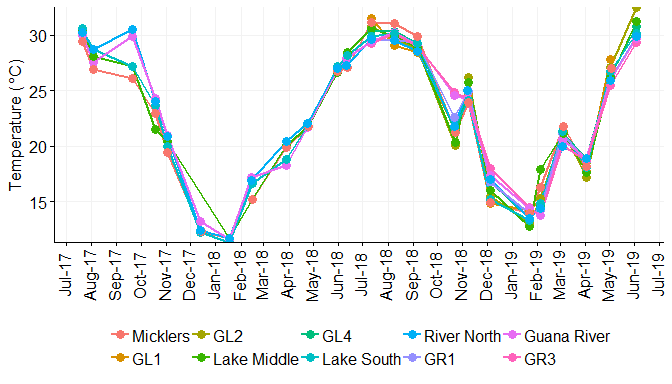 Temperature (°C)
30
25
20
15
Jul-17 Aug-17 Sep-17 Oct-17 Nov-17 Dec-17 Jan-18 Feb-18 Mar-18 Apr-18 May-18 Jun-18 Jul-18 Aug-18 Sep-18 Oct-18 Nov-18 Dec-18 Jan-19 Feb-19 Mar-19 Apr-19 May-19 Jun-19 Jul-19
Micklers GL2 GL4 River North Guana River
GL1 Lake Middle Lake South GR1 GR3